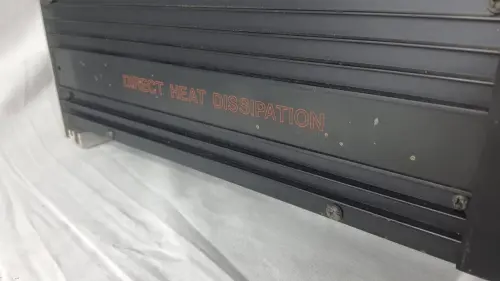 DIRECT HEAT DISSIPATION